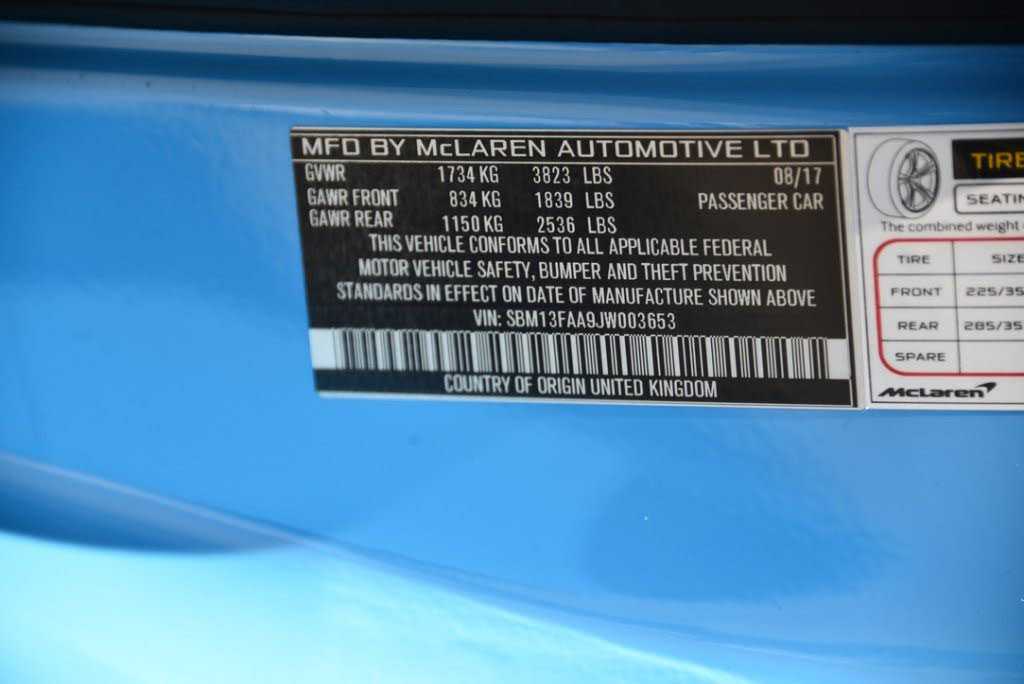 MFD BY McLAREN AUTOMOTIVE LTD
GVWR 1734 KG 3823 LBS 08/17
GAWR FRONT 834 KG 1839 LBS PASSENGER CAR
GAWR REAR 1150 KG 2536 LBS
THIS VEHICLE CONFORMS TO ALL APPLICABLE FEDERAL
MOTOR VEHICLE SAFETY, BUMPER AND THEFT PREVENTION
STANDARDS IN EFFECT ON DATE OF MANUFACTURE SHOWN ABOVE
VIN: SBM13FAA9JW003653
COUNTRY OF ORIGIN UNITED KINGDOM
TIRE
SEATIN
The combined weight
TIRE SIZE
FRONT 225/35
REAR 285/35
SPARE
McLaren